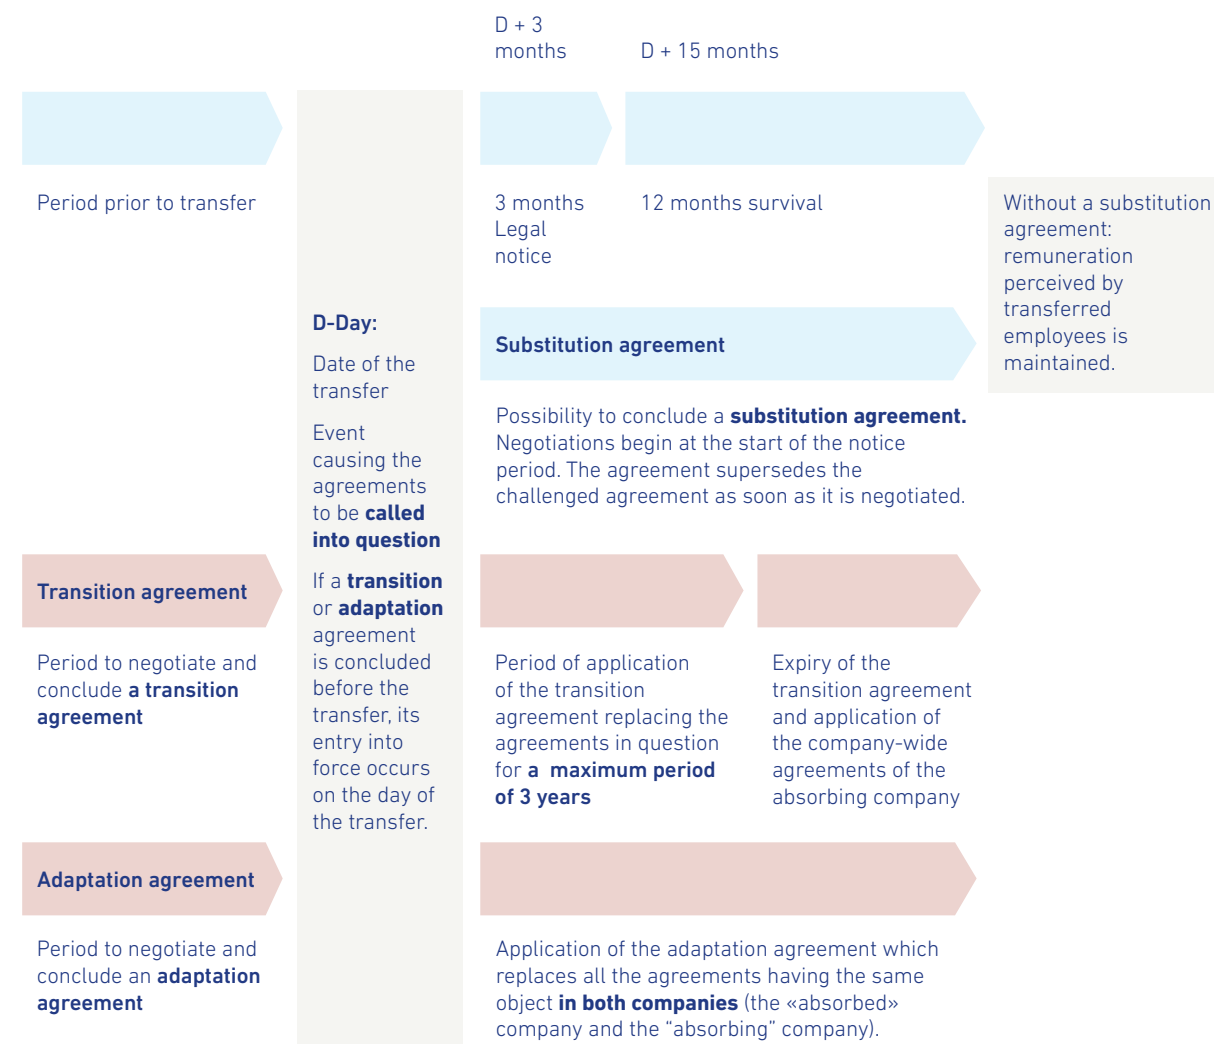 D + 3
months
D + 15 months
Period prior to transfer
3 months
Legal
notice
12 months survival
Without a substitution
agreement:
remuneration
perceived by
transferred
employees is
maintained.
D-Day:
Date of the
transfer
Event
causing the
agreements
to be called
into question
If a transition
or adaptation
agreement
is concluded
before the
transfer, its
entry into
force occurs
on the day of
the transfer.
Substitution agreement
Possibility to conclude a substitution agreement.
Negotiations begin at the start of the notice
period. The agreement supersedes the
challenged agreement as soon as it is negotiated.
Transition agreement
Period to negotiate and
conclude a transition
agreement
Period of application
of the transition
agreement replacing the
agreements in question
for a  maximum period
of 3 years
Expiry of the
transition agreement
and application of
the company-wide
agreements of the
absorbing company
Adaptation agreement
Period to negotiate and
conclude an adaptation
agreement
Application of the adaptation agreement which
replaces all the agreements having the same
object in both companies (the «absorbed»
company and the “absorbing” company).